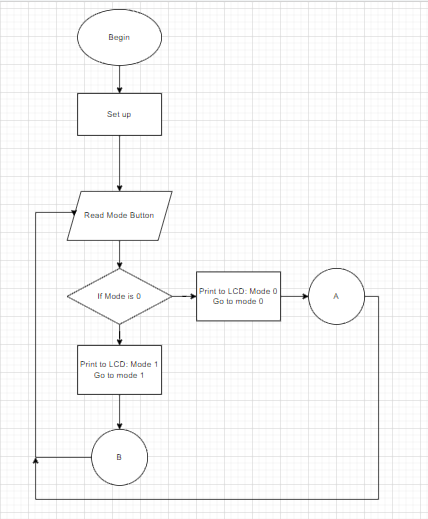 Begin
Set up
Read Mode Button
If Mode is 0
Print to LCD: Mode 0
Go to mode 0
A
Print to LCD: Mode 1
Go to mode 1
B